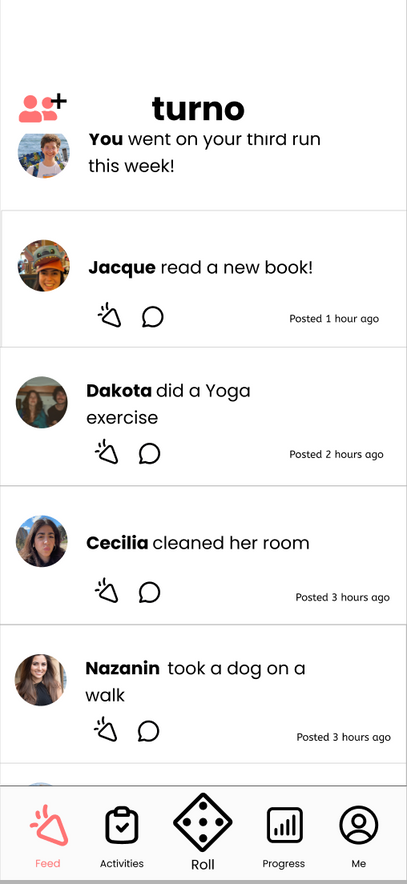 turno
You went on your third run
this week!
Jacque read a new book!
Posted 1 hour ago
Dakota did a Yoga
exercise
Posted 2 hours ago
Cecilia cleaned her room
Posted 3 hours ago
Nazanin took a dog on a
walk
Posted 3 hours ago
Feed
Activities
Roll
Progress
Me